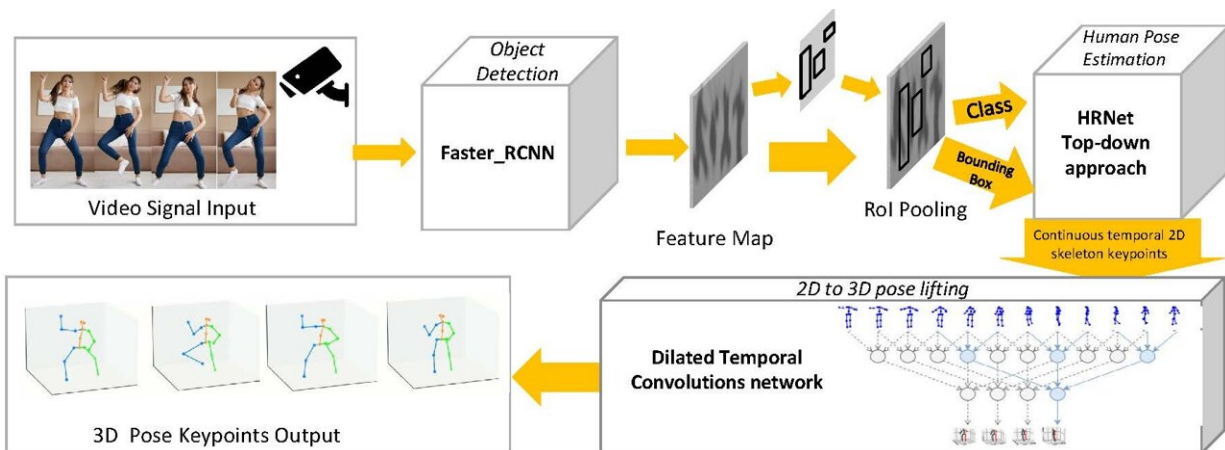 Video Signal Input
Object
Detection
Faster_RCNN
Feature Map
RoI Pooling
Class
Bounding
Box
Human Pose
Estimation
HRNet
Top-down
approach
Continuous temporal 2D
skeleton keypoints
2D to 3D pose lifting
Dilated Temporal
Convolutions network
3D Pose Keypoints Output